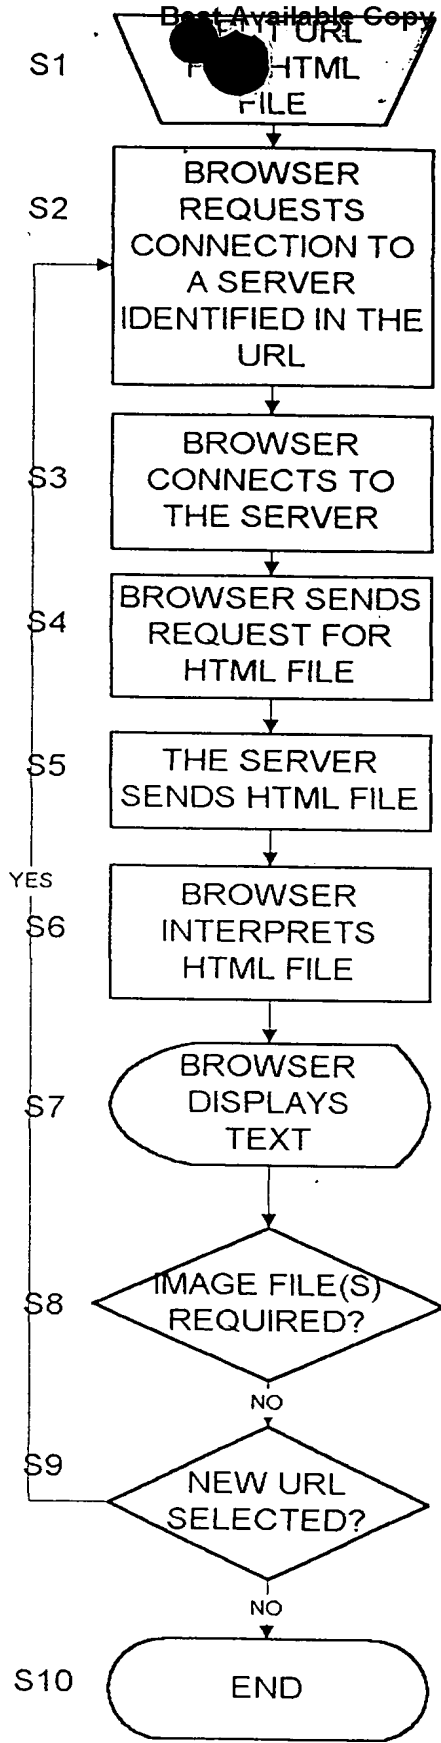 Best Available Copy
URL
S1
HTML
FILE
S2
BROWSER
REQUESTS
CONNECTION TO
A SERVER
IDENTIFIED IN THE
URL
S3
BROWSER
CONNECTS TO
THE SERVER
S4
BROWSER SENDS
REQUEST FOR
HTML FILE
S5
THE SERVER
SENDS HTML FILE
YES
S6
BROWSER
INTERPRETS
HTML FILE
S7
BROWSER
DISPLAYS
TEXT
S8
IMAGE FILE(S)
REQUIRED?
NO
S9
NEW URL
SELECTED?
NO
S10
END